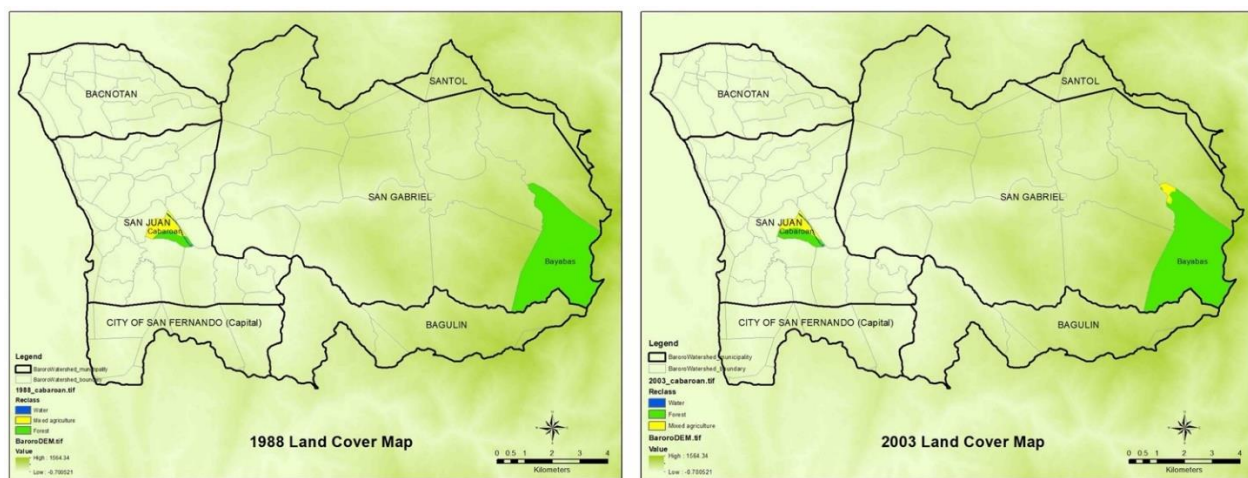 BACNOTAN
SANTOL
SAN GABRIEL
SAN JUAN
Cabaroan
Bayabas
CITY OF SAN FERNANDO (Capital)
BAGULIN
Legend
BaroroWatershed_municipality
BaroroWatershed_boundary
1988_cabaroan.tif
Reclass
Water
Mixed agriculture
Forest
BaroroDEM.tif
Value
High : 1564.34
Low :
1988 Land Cover Map
0 0.5 1 2 3 4
Kilometers
BACNOTAN
SANTOL
SAN GABRIEL
SAN JUAN
Cabaroan
Bayabas
CITY OF SAN FERNANDO (Capital)
BAGULIN
Legend
BaroroWatershed_municipality
BaroroWatershed_boundary
2003_cabaroan.tif
Reclass
Water
Forest
Mixed agriculture
BaroroDEM.tif
Value
High : 1564.34
Low :
2003 Land Cover Map
0 0.5 1 2 3 4
Kilometers